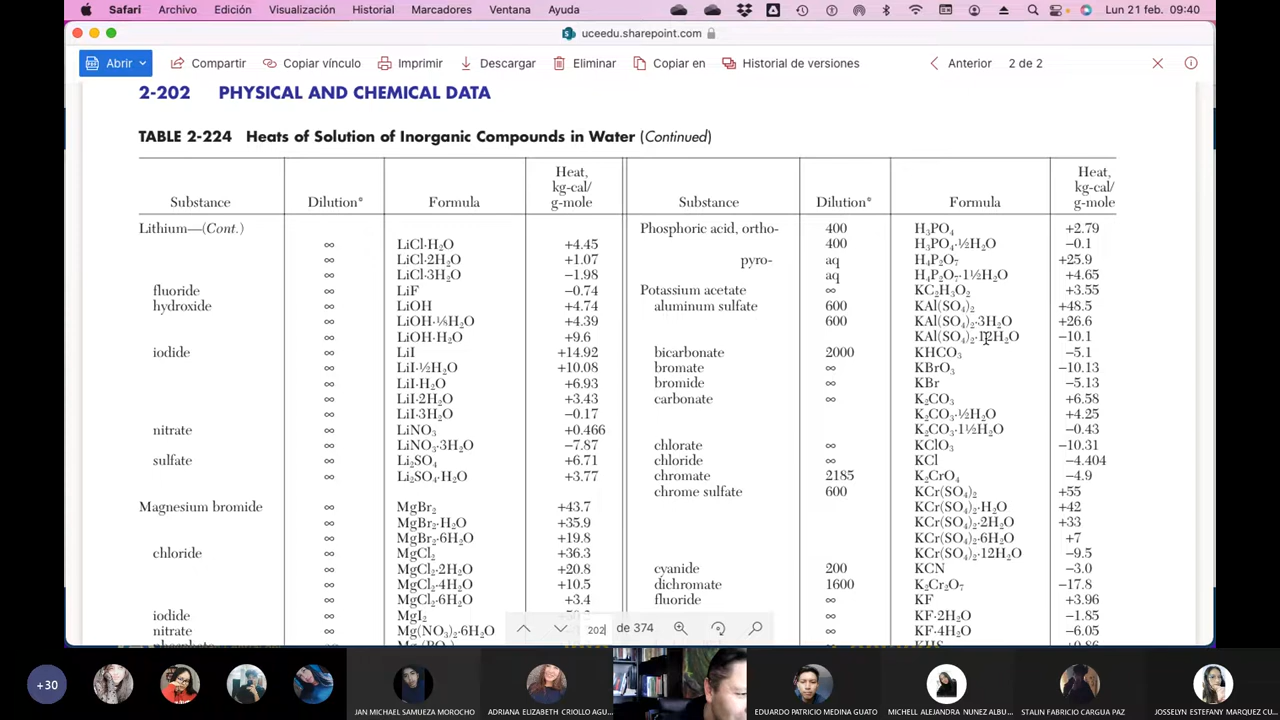 Safari Archivo Edición Visualización Historial Marcadores Ventana Ayuda Lun 21 feb. 09:40
uceedu.sharepoint.com
Abrir Compartir Copiar vínculo Imprimir Descargar Eliminar Copiar en Historial de versiones Anterior 2 de 2
2-202 PHYSICAL AND CHEMICAL DATA
TABLE 2-224 Heats of Solution of Inorganic Compounds in Water (Continued)
Substance Dilution* Formula Heat, kg-cal/ g-mole Substance Dilution* Formula Heat, kg-cal/ g-mole
Lithium—(Cont.) Phosphoric acid, ortho- 400 H₃PO₄ +2.79
∞ LiCl·H₂O +4.45 400 H₃PO₄·½H₂O −0.1
∞ LiCl·2H₂O +1.07 pyro- aq H₄P₂O₇ +25.9
∞ LiCl·3H₂O −1.98 aq H₄P₂O₇·1½H₂O +4.65
fluoride ∞ LiF −0.74 Potassium acetate ∞ KC₂H₃O₂ +3.55
hydroxide ∞ LiOH +4.74 aluminum sulfate 600 KAl(SO₄)₂ +48.5
∞ LiOH·⅛H₂O +4.39 600 KAl(SO₄)₂·3H₂O +26.6
∞ LiOH·H₂O +9.6 KAl(SO₄)₂·12H₂O −10.1
iodide ∞ LiI +14.92 bicarbonate 2000 KHCO₃ −5.1
∞ LiI·½H₂O +10.08 bromate ∞ KBrO₃ −10.13
∞ LiI·H₂O +6.93 bromide ∞ KBr −5.13
∞ LiI·2H₂O +3.43 carbonate ∞ K₂CO₃ +6.58
∞ LiI·3H₂O −0.17 K₂CO₃·½H₂O +4.25
nitrate ∞ LiNO₃ +0.466 K₂CO₃·1½H₂O −0.43
∞ LiNO₃·3H₂O −7.87 chlorate ∞ KClO₃ −10.31
sulfate ∞ Li₂SO₄ +6.71 chloride ∞ KCl −4.404
∞ Li₂SO₄·H₂O +3.77 chromate 2185 K₂CrO₄ −4.9
chrome sulfate 600 KCr(SO₄)₂ +55
Magnesium bromide ∞ MgBr₂ +43.7 KCr(SO₄)₂·H₂O +42
∞ MgBr₂·H₂O +35.9 KCr(SO₄)₂·2H₂O +33
∞ MgBr₂·6H₂O +19.8 KCr(SO₄)₂·6H₂O +7
chloride ∞ MgCl₂ +36.3 KCr(SO₄)₂·12H₂O −9.5
∞ MgCl₂·2H₂O +20.8 cyanide 200 KCN −3.0
∞ MgCl₂·4H₂O +10.5 dichromate 1600 K₂Cr₂O₇ −17.8
∞ MgCl₂·6H₂O +3.4 fluoride ∞ KF +3.96
iodide ∞ MgI₂ ∞ KF·2H₂O −1.85
nitrate ∞ Mg(NO₃)₂·6H₂O ∞ KF·4H₂O −6.05
202 de 374
+30 JAN MICHAEL SAMUEZA MOROCHO ADRIANA ELIZABETH CRIOLLO AGU... EDUARDO PATRICIO MEDINA GUATO MICHELL ALEJANDRA NUNEZ ALBU... STALIN FABRICIO CARGUA PAZ JOSSELYN ESTEFANY MARQUEZ CU...